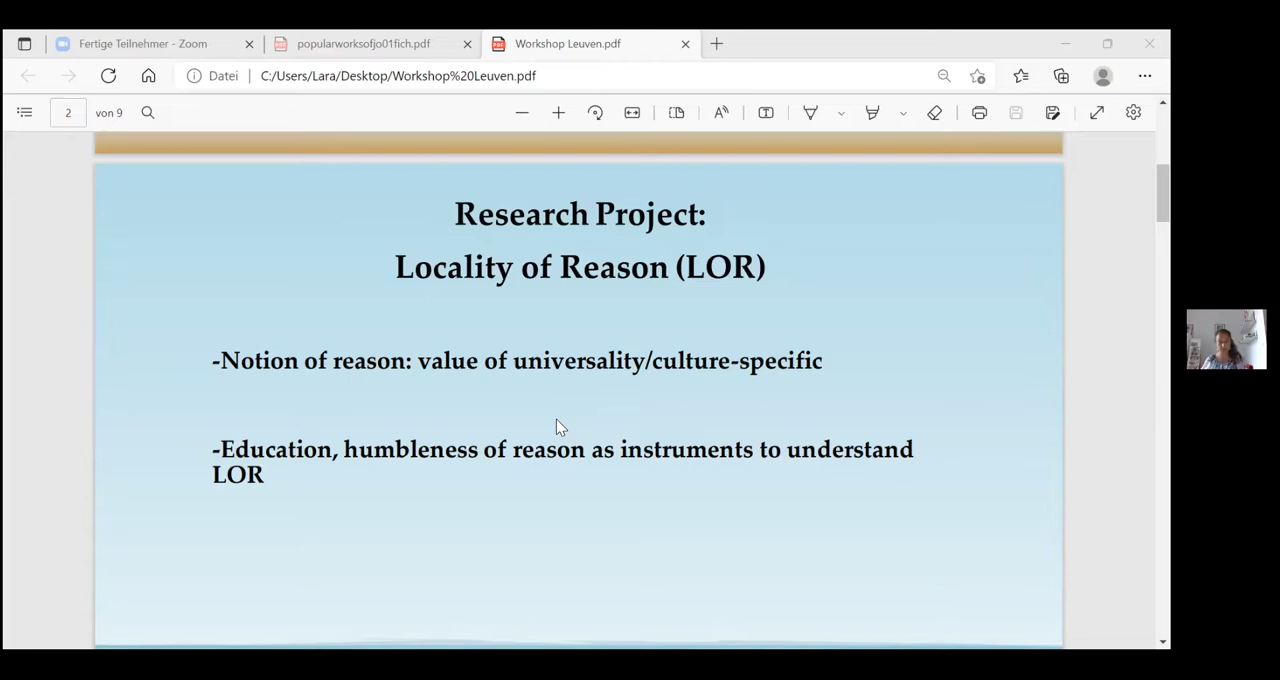 Fertige Teilnehmer - Zoom
popularworksofjo01fich.pdf
Workshop Leuven.pdf
Datei
C:/Users/Lara/Desktop/Workshop%20Leuven.pdf
2
von 9
Research Project:
Locality of Reason (LOR)
-Notion of reason: value of universality/culture-specific
-Education, humbleness of reason as instruments to understand
LOR